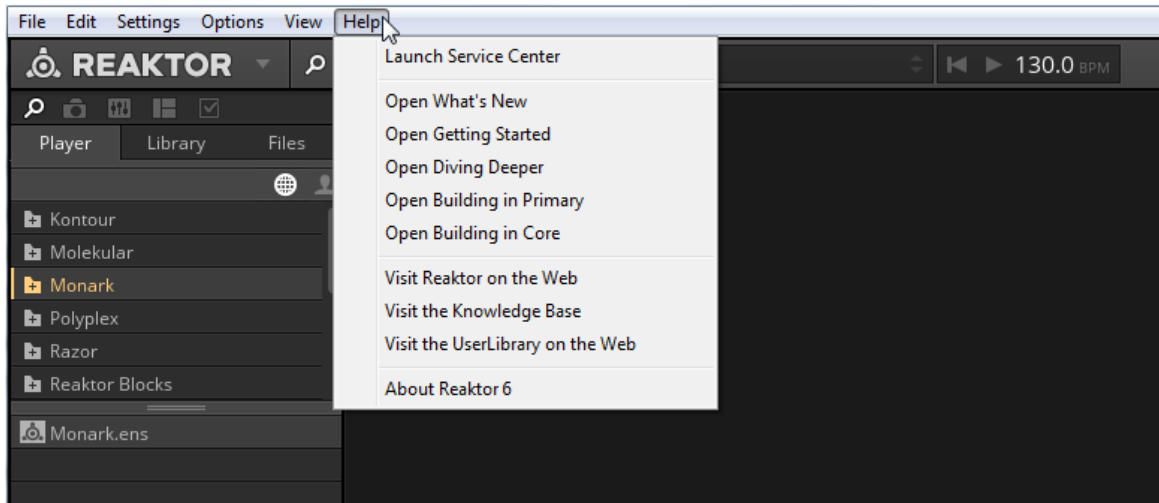 File Edit Settings Options View Help
REAKTOR
130.0 BPM
Player Library Files
Kontour
Molekular
Monark
Polyplex
Razor
Reaktor Blocks
Monark.ens
Launch Service Center
Open What's New
Open Getting Started
Open Diving Deeper
Open Building in Primary
Open Building in Core
Visit Reaktor on the Web
Visit the Knowledge Base
Visit the UserLibrary on the Web
About Reaktor 6